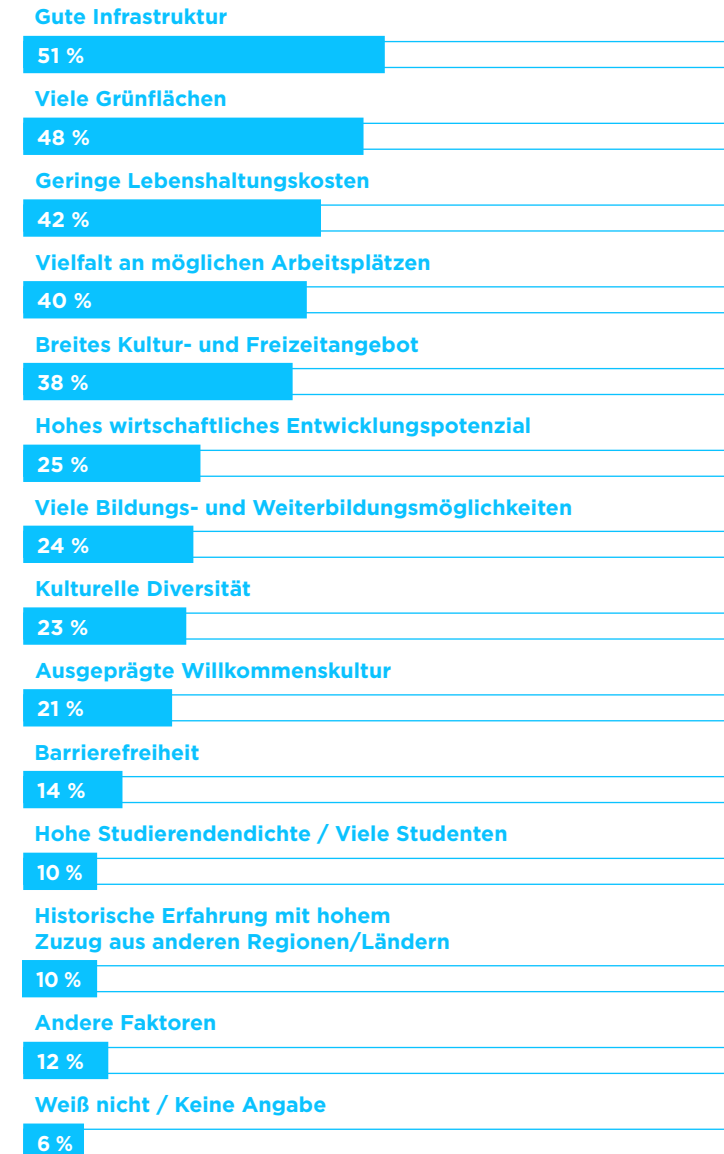 Gute Infrastruktur
51 %
Viele Grünflächen
48 %
Geringe Lebenshaltungskosten
42 %
Vielfalt an möglichen Arbeitsplätzen
40 %
Breites Kultur- und Freizeitangebot
38 %
Hohes wirtschaftliches Entwicklungspotenzial
25 %
Viele Bildungs- und Weiterbildungsmöglichkeiten
24 %
Kulturelle Diversität
23 %
Ausgeprägte Willkommenskultur
21 %
Barrierefreiheit
14 %
Hohe Studierendendichte / Viele Studenten
10 %
Historische Erfahrung mit hohem
Zuzug aus anderen Regionen/Ländern
10 %
Andere Faktoren
12 %
Weiß nicht / Keine Angabe
6 %